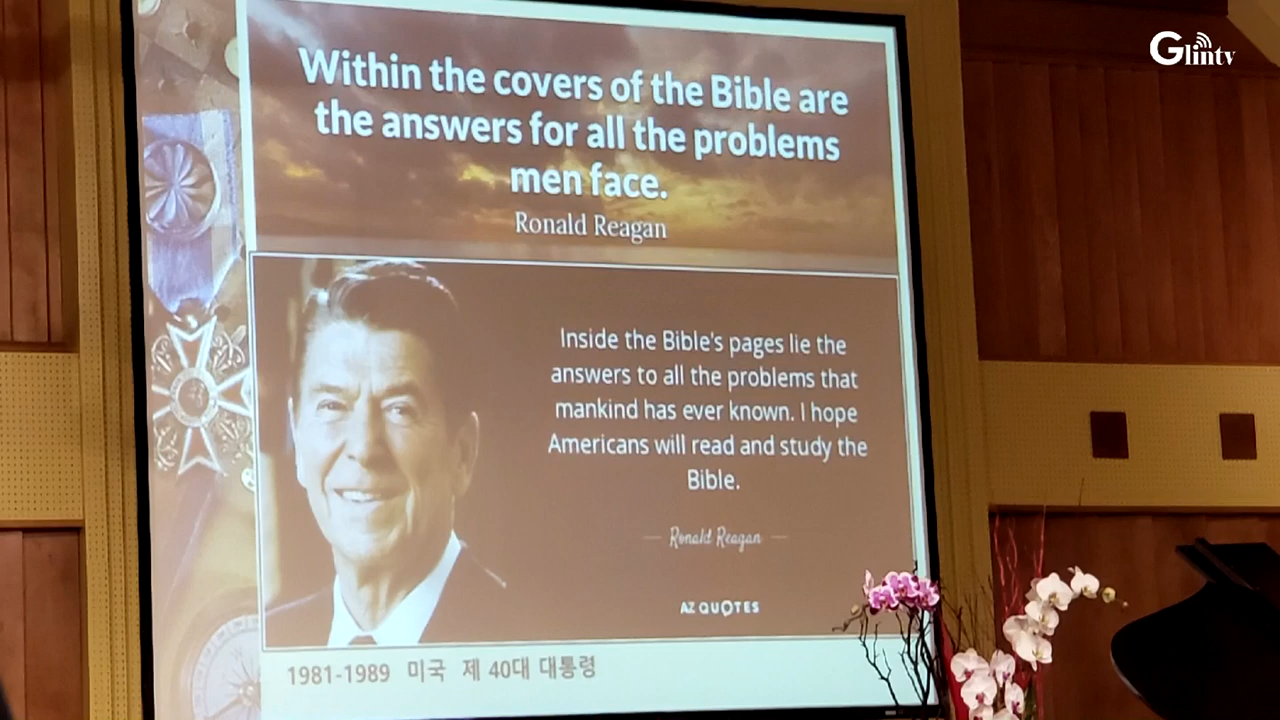 Glintv
Within the covers of the Bible are
the answers for all the problems
men face.
Ronald Reagan
Inside the Bible's pages lie the
answers to all the problems that
mankind has ever known. I hope
Americans will read and study the
Bible.
— Ronald Reagan —
AZ QUOTES
1981-1989 미국 제 40대 대통령